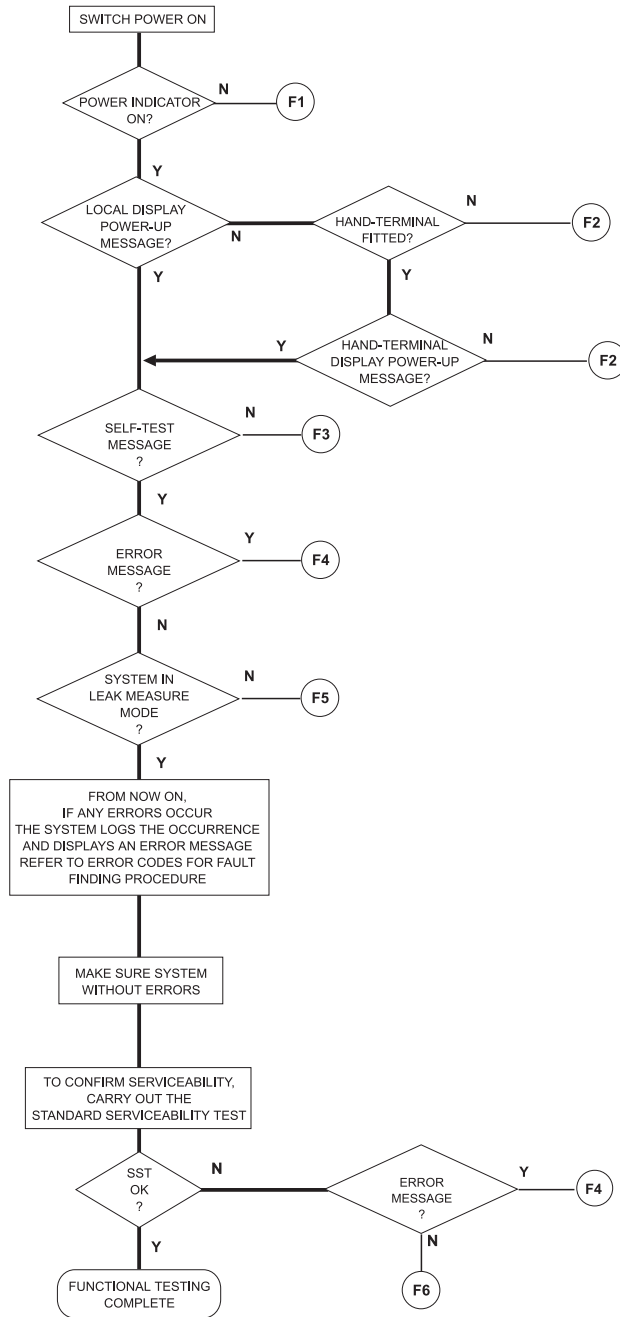 SWITCH POWER ON
POWER INDICATOR
ON?
N
F1
Y
LOCAL DISPLAY
POWER-UP
MESSAGE?
N
HAND-TERMINAL
FITTED?
N
F2
Y
Y
HAND-TERMINAL
DISPLAY POWER-UP
MESSAGE?
Y
N
F2
SELF-TEST
MESSAGE
?
N
F3
Y
ERROR
MESSAGE
?
Y
F4
N
SYSTEM IN
LEAK MEASURE
MODE
?
N
F5
Y
FROM NOW ON,
IF ANY ERRORS OCCUR
THE SYSTEM LOGS THE OCCURRENCE
AND DISPLAYS AN ERROR MESSAGE
REFER TO ERROR CODES FOR FAULT
FINDING PROCEDURE
MAKE SURE SYSTEM
WITHOUT ERRORS
TO CONFIRM SERVICEABILITY,
CARRY OUT THE
STANDARD SERVICEABILITY TEST
SST
OK
?
N
ERROR
MESSAGE
?
Y
F4
N
F6
Y
FUNCTIONAL TESTING
COMPLETE